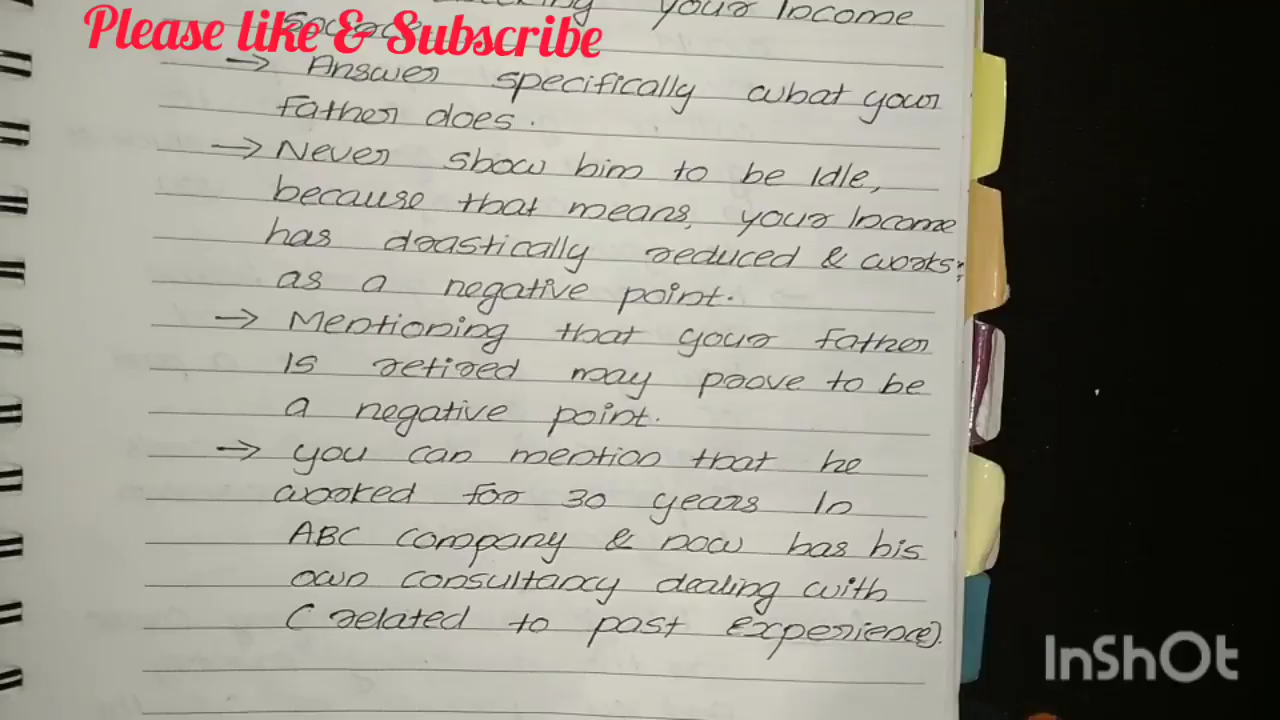 your Income
Please like & Subscribe
→ Answer specifically what your
father does.
→ Never show him to be Idle,
because that means, your Income
has drastically reduced & works;
as a negative point.
→ Mentioning that your father
is retired may proove to be
a negative point.
→ you can mention that he
worked for 30 years In
ABC company & now has his
own consultancy dealing with
( related to past experience).
InShOt